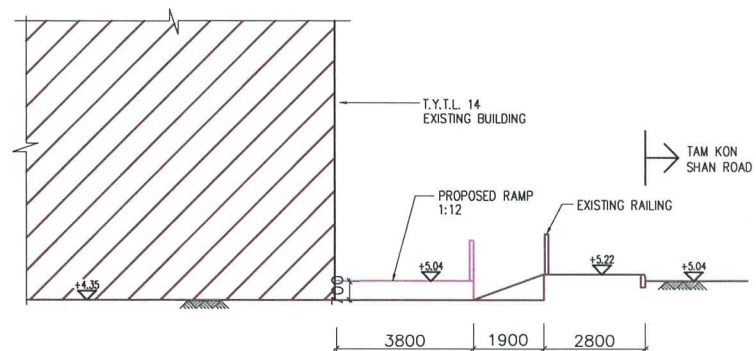 T.Y.T.L. 14
EXISTING BUILDING
TAM KON
SHAN ROAD
PROPOSED RAMP
1:12
EXISTING RAILING
+4.35
+5.04
+5.22
+5.04
3800
1900
2800